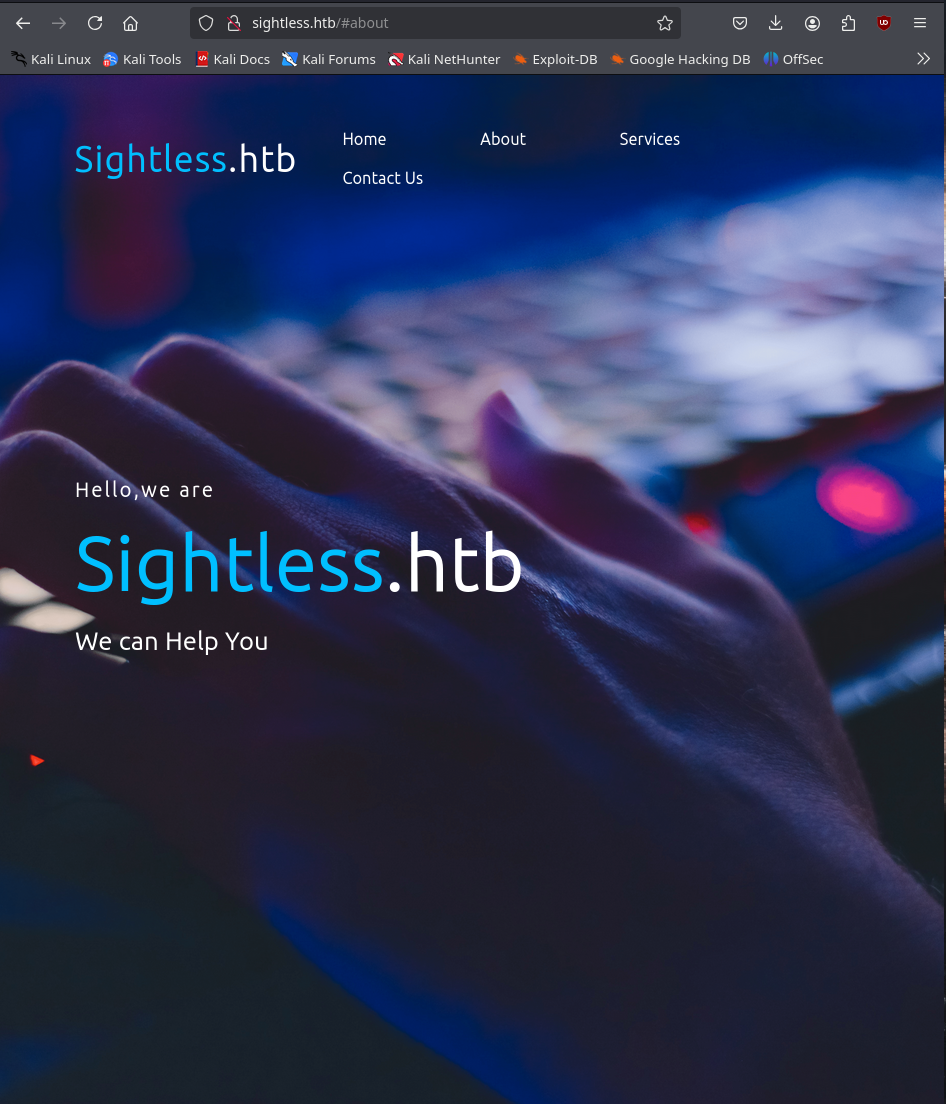 sightless.htb/#about
Kali Linux Kali Tools Kali Docs Kali Forums Kali NetHunter Exploit-DB Google Hacking DB OffSec
Sightless.htb
Home About Services
Contact Us
Hello,we are
Sightless.htb
We can Help You